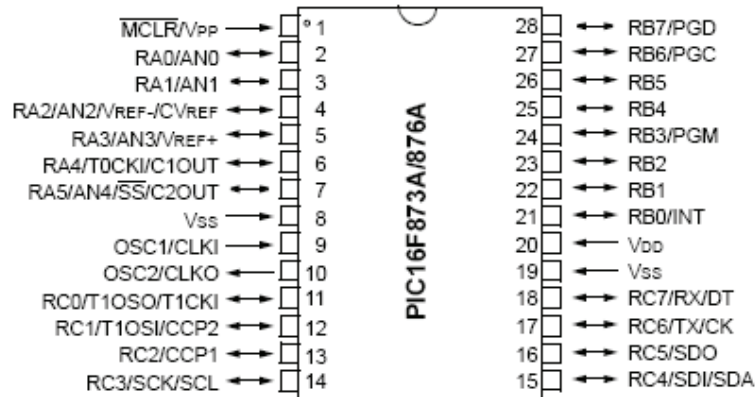 MCLR/VPP 1 28 RB7/PGD
RA0/AN0 2 27 RB6/PGC
RA1/AN1 3 26 RB5
RA2/AN2/VREF-/CVREF 4 25 RB4
RA3/AN3/VREF+ 5 24 RB3/PGM
RA4/T0CKI/C1OUT 6 23 RB2
RA5/AN4/SS/C2OUT 7 22 RB1
VSS 8 21 RB0/INT
OSC1/CLKI 9 20 VDD
OSC2/CLKO 10 19 VSS
RC0/T1OSO/T1CKI 11 18 RC7/RX/DT
RC1/T1OSI/CCP2 12 17 RC6/TX/CK
RC2/CCP1 13 16 RC5/SDO
RC3/SCK/SCL 14 15 RC4/SDI/SDA
PIC16F873A/876A